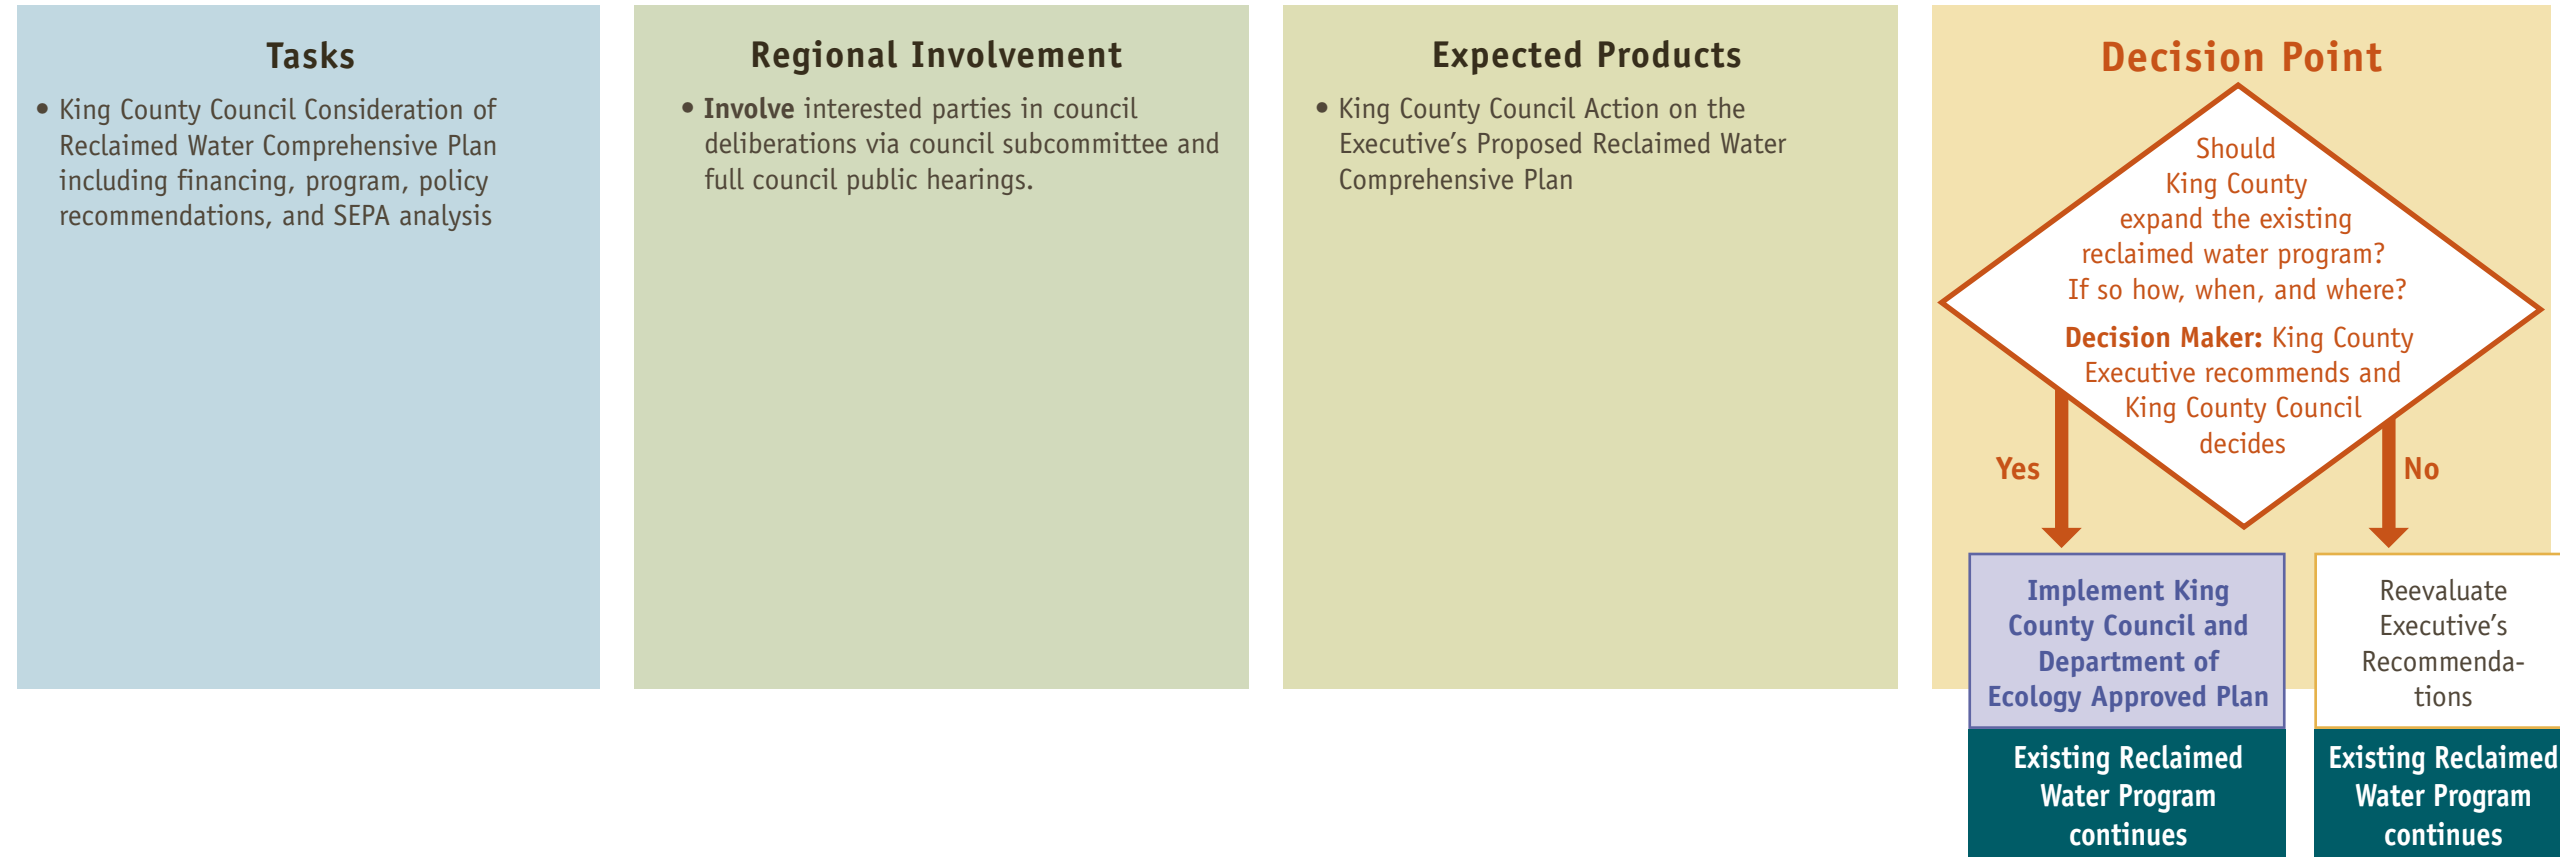 Tasks
• King County Council Consideration of
Reclaimed Water Comprehensive Plan
including financing, program, policy
recommendations, and SEPA analysis
Regional Involvement
• Involve interested parties in council
deliberations via council subcommittee and
full council public hearings.
Expected Products
• King County Council Action on the
Executive’s Proposed Reclaimed Water
Comprehensive Plan
Decision Point
Should
King County
expand the existing
reclaimed water program?
If so how, when, and where?
Decision Maker: King County
Executive recommends and
King County Council
decides
Yes
No
Implement King
County Council and
Department of
Ecology Approved Plan
Existing Reclaimed
Water Program
continues
Reevaluate
Executive’s
Recommenda-
tions
Existing Reclaimed
Water Program
continues